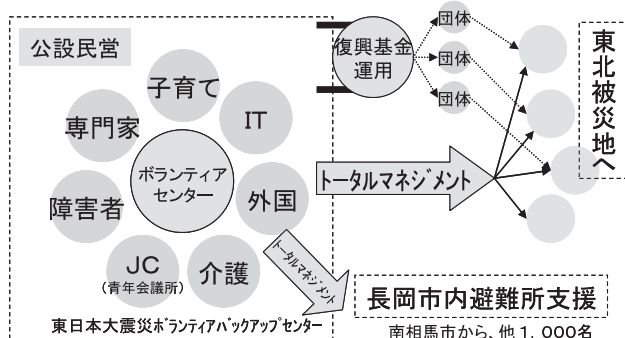 公設民営
子育て
IT
専門家
ボランティア
センター
障害者
外国
JC
(青年会議所)
介護
東日本大震災ボランティアバックアップセンター
復興基金
運用
団体
団体
団体
東北被災地へ
トータルマネジメント
トータルマネジメント
長岡市内避難所支援
南相馬市から、他1,000名